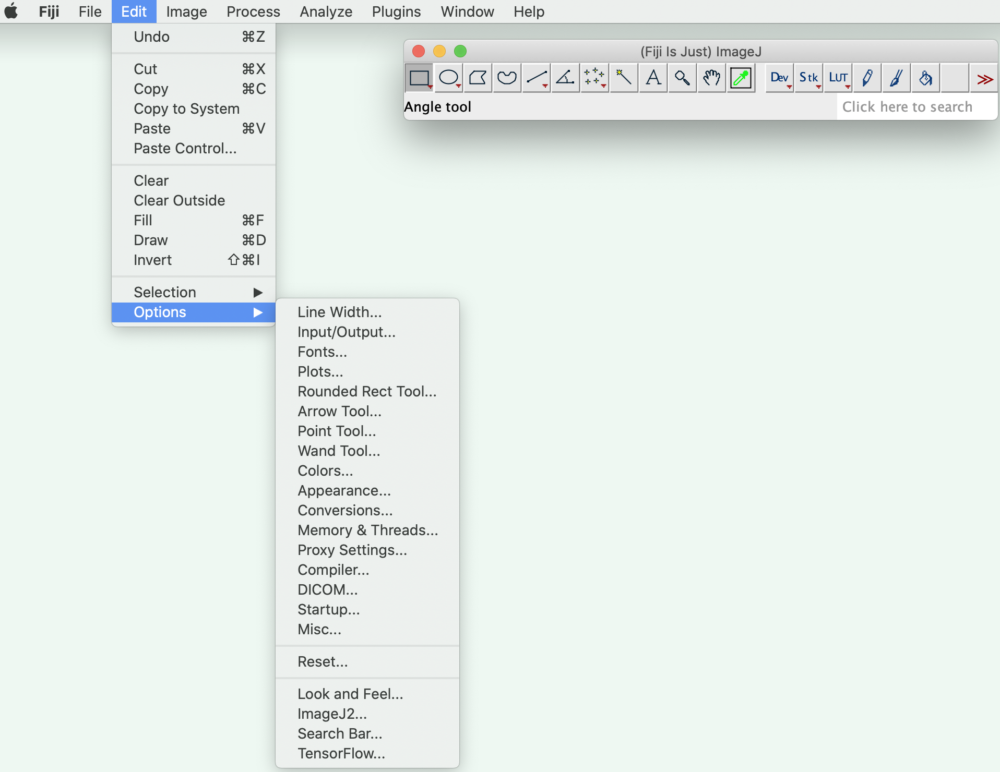 Fiji File Edit Image Process Analyze Plugins Window Help
Undo ⌘Z
Cut ⌘X
Copy ⌘C
Copy to System
Paste ⌘V
Paste Control...
Clear
Clear Outside
Fill ⌘F
Draw ⌘D
Invert ⇧⌘I
Selection ▶
Options ▶
Line Width...
Input/Output...
Fonts...
Plots...
Rounded Rect Tool...
Arrow Tool...
Point Tool...
Wand Tool...
Colors...
Appearance...
Conversions...
Memory & Threads...
Proxy Settings...
Compiler...
DICOM...
Startup...
Misc...
Reset...
Look and Feel...
ImageJ2...
Search Bar...
TensorFlow...
(Fiji Is Just) ImageJ
A Dev Stk LUT >>
Angle tool
Click here to search